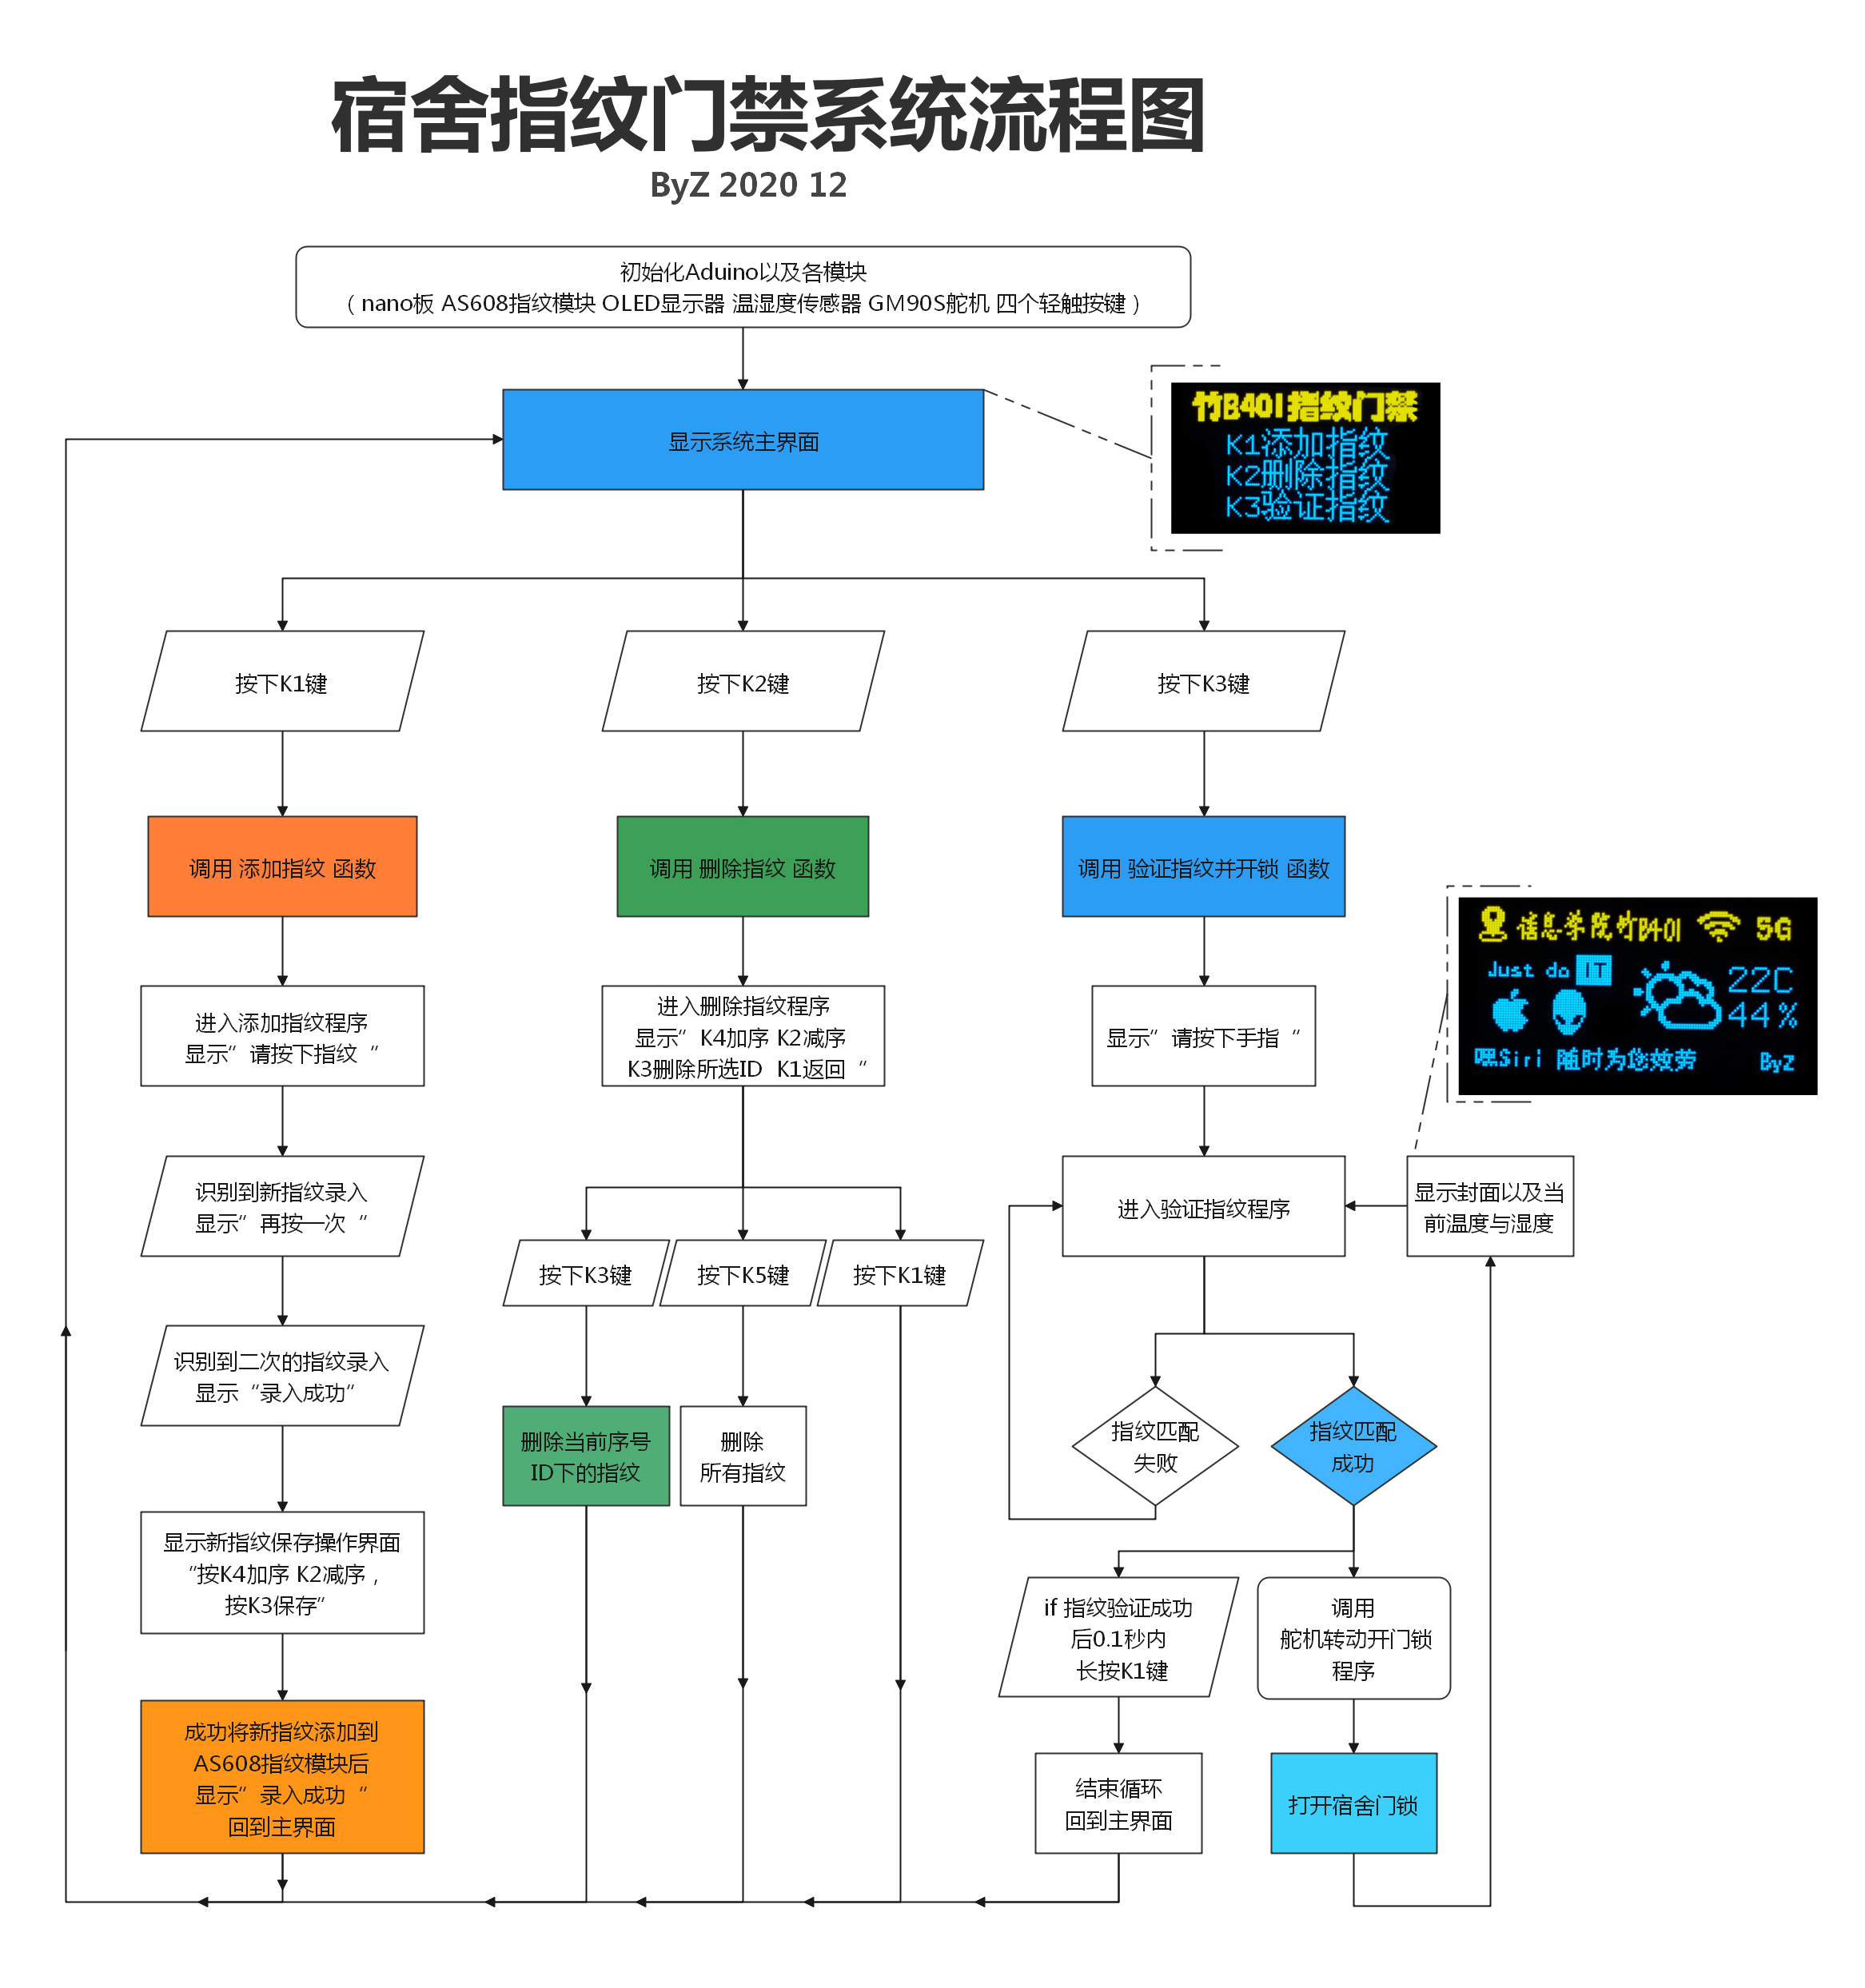 宿舍指纹门禁系统流程图
ByZ 2020 12
初始化Aduino以及各模块
（ nano板 AS608指纹模块 OLED显示器 温湿度传感器 GM90S舵机 四个轻触按键 ）
显示系统主界面
竹B401指纹门禁
K1添加指纹
K2删除指纹
K3验证指纹
按下K1键
按下K2键
按下K3键
调用 添加指纹 函数
调用 删除指纹 函数
调用 验证指纹并开锁 函数
信息学院竹B401 5G
Just do IT
22C
44%
嘿Siri 随时为您效劳 ByZ
进入添加指纹程序
显示”请按下指纹“
进入删除指纹程序
显示”K4加序 K2减序
K3删除所选ID K1返回“
显示”请按下手指“
识别到新指纹录入
显示”再按一次“
进入验证指纹程序
显示封面以及当
前温度与湿度
按下K3键
按下K5键
按下K1键
识别到二次的指纹录入
显示“录入成功”
删除当前序号
ID下的指纹
删除
所有指纹
指纹匹配
失败
指纹匹配
成功
显示新指纹保存操作界面
“按K4加序 K2减序，
按K3保存”
if 指纹验证成功
后0.1秒内
长按K1键
调用
舵机转动开门锁
程序
成功将新指纹添加到
AS608指纹模块后
显示”录入成功“
回到主界面
结束循环
回到主界面
打开宿舍门锁